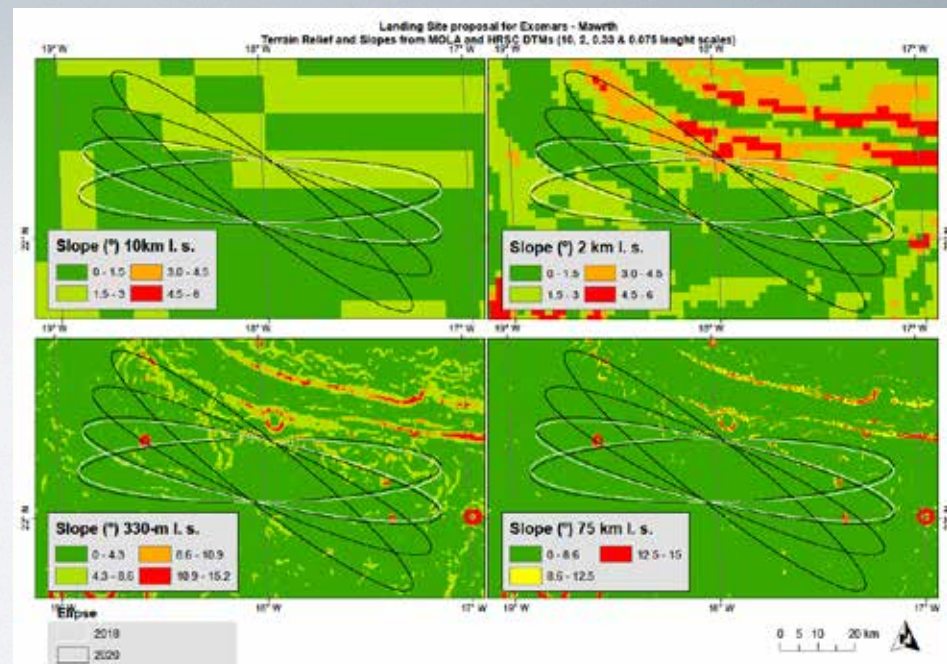 Landing Site proposal for Exomars - Mawrth
Terrain Relief and Slopes from MOLA and HRSC DTMs (10, 2, 0.33 & 0.075 lenght scales)
19° W 18° W 17° W 19° W 18° W 17° W
22° N
Slope (°) 10km l. s.
0 - 1.5 3.0 - 4.5
1.5 - 3 4.5 - 6
Slope (°) 2 km l. s.
0 - 1.5 3.0 - 4.5
1.5 - 3 4.5 - 6
19° W 18° W 17° W 19° W 18° W 17° W
Slope (°) 330-m l. s.
0 - 4.3 8.6 - 10.9
4.3 - 8.6 10.9 - 15.2
Slope (°) 75 km l. s.
0 - 8.6 12.5 - 15
8.6 - 12.5
19° W 18° W 17° W 19° W 18° W 17° W
Ellipse
2018
2020
0 5 10 20 km